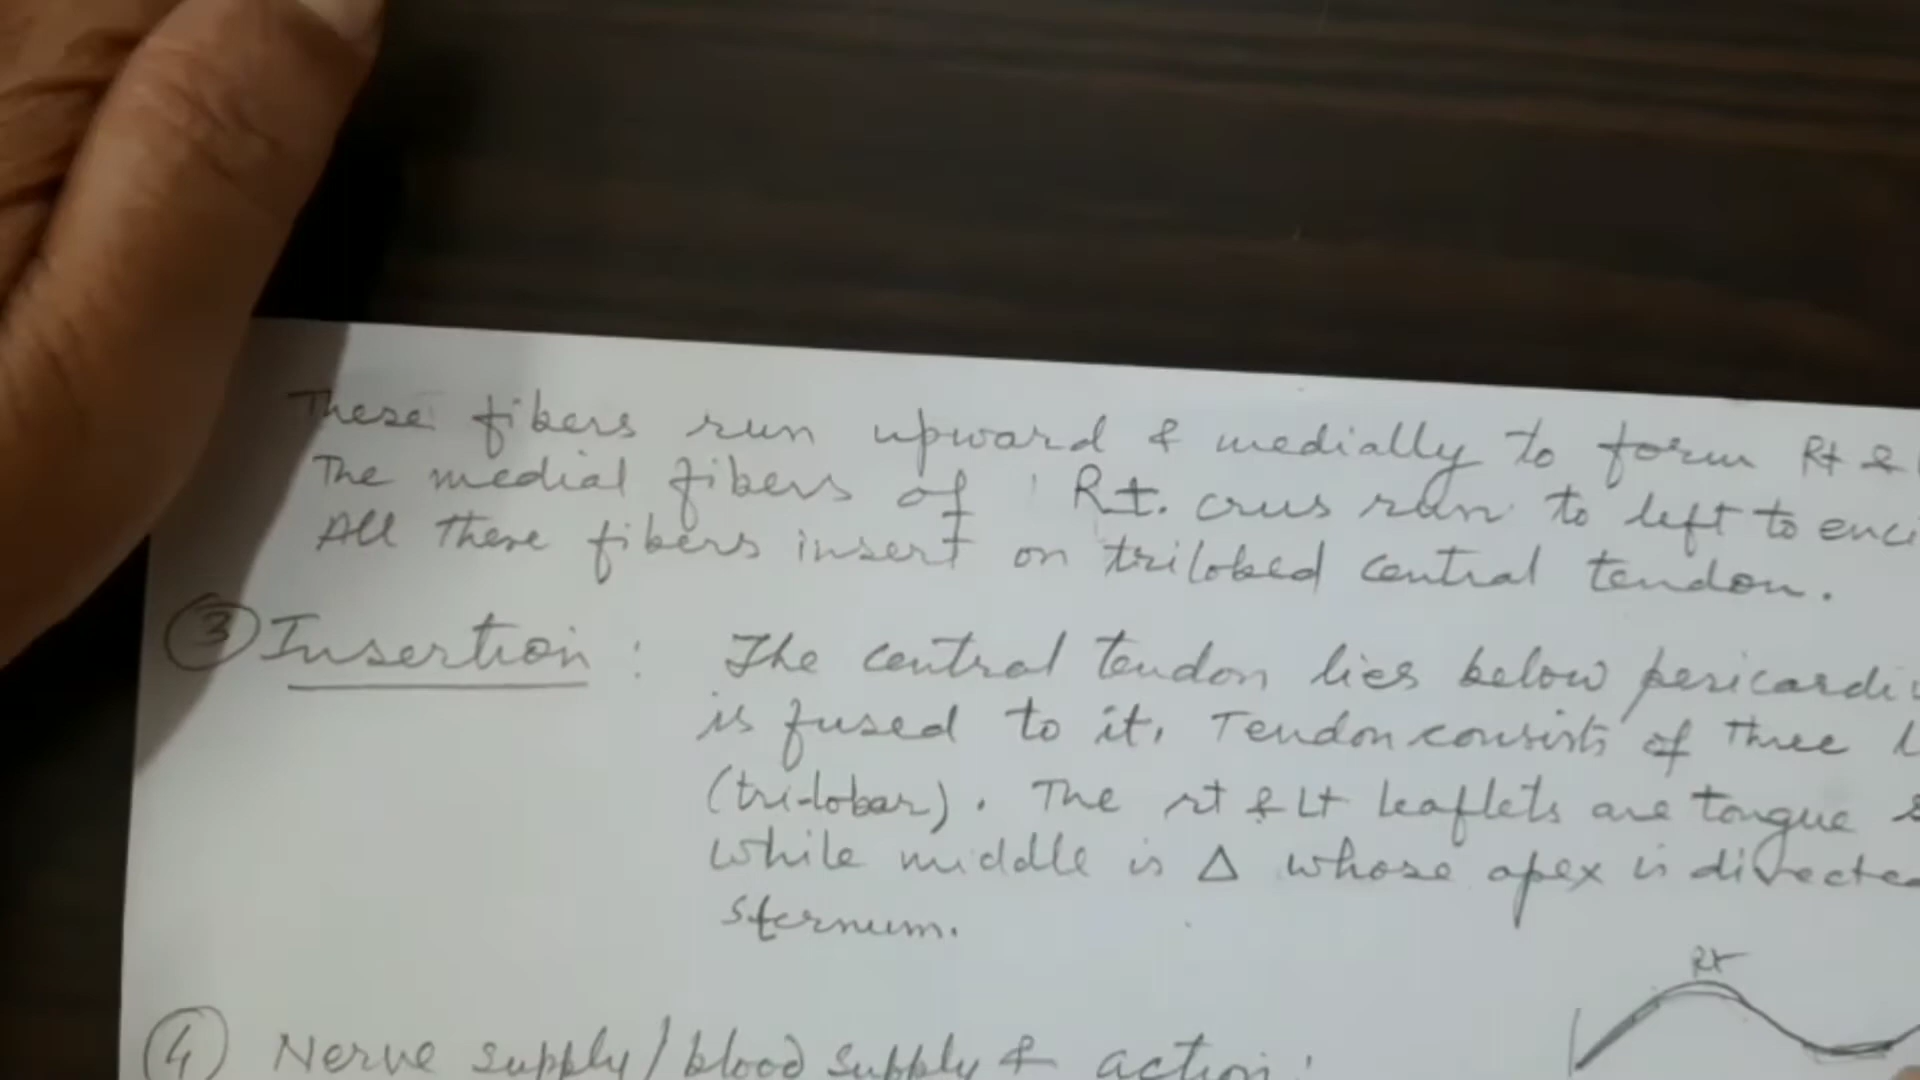 These fibers run upward & medially to form Rt &
The medial fibers of Rt. crus run to left to enci
All these fibers insert on trilobed central tendon.
③ Insertion : The central tendon lies below pericardi
is fused to it. Tendon consists of three
(tri-lobar). The rt & Lt leaflets are tongue s
while middle is Δ whose apex is directed
sternum.
Rt
④ Nerve supply/blood supply & action: